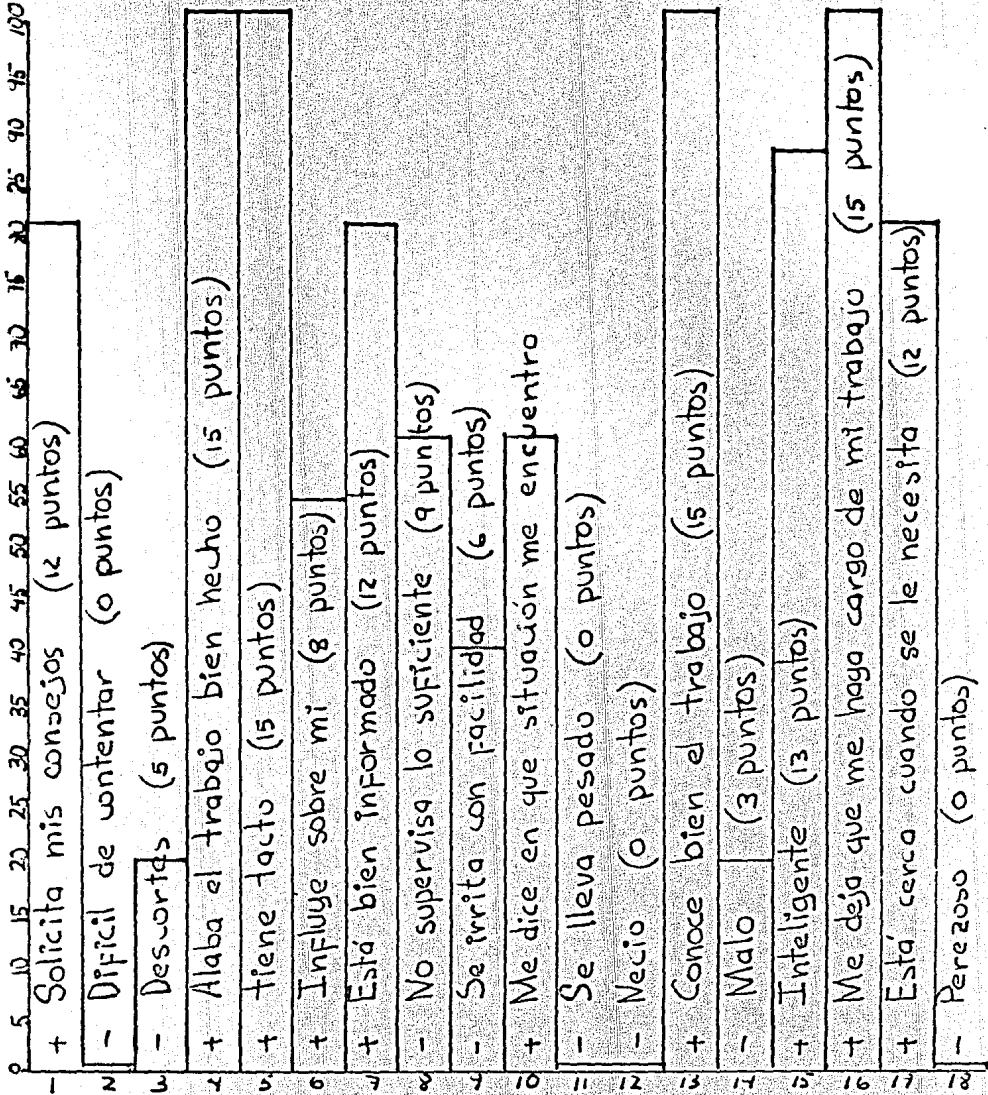 0 5 10 15 20 25 30 35 40 45 50 55 60 65 70 75 80 85 90 95 100
1 + Solicita mis consejos (12 puntos)
2 - Dificil de contentar (0 puntos)
3 - Descortes (5 puntos)
4 + Alaba el trabajo bien hecho (15 puntos)
5 + Tiene tacto (15 puntos)
6 + Influye sobre mi (8 puntos)
7 + Está bien informado (12 puntos)
8 - No supervisa lo suficiente (9 puntos)
9 - Se irrita con facilidad (6 puntos)
10 + Me dice en que situación me encuentro
11 - Se lleva pesado (0 puntos)
12 - Necio (0 puntos)
13 + Conoce bien el trabajo (15 puntos)
14 - Malo (3 puntos)
15 + Inteligente (13 puntos)
16 + Me deja que me haga cargo de mi trabajo (15 puntos)
17 + Está cerca cuando se le necesita (12 puntos)
18 - Perezoso (0 puntos)